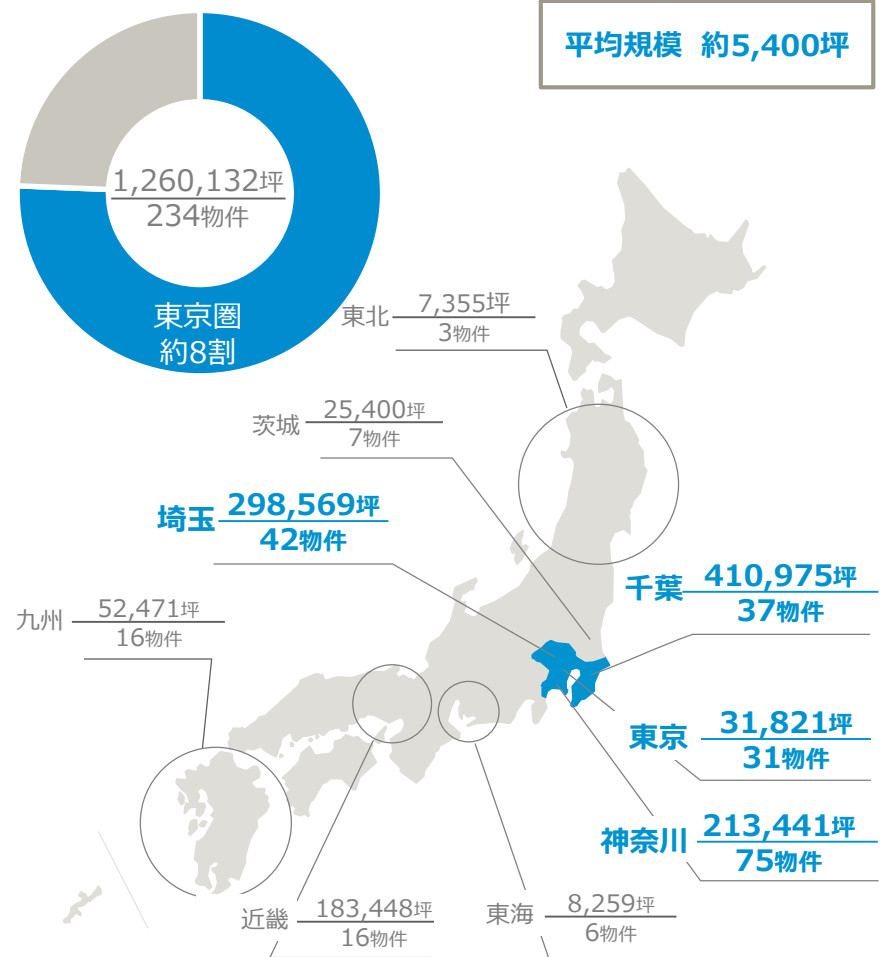 平均規模 約5,400坪
1,260,132坪
234物件
東京圏
約8割
東北
7,355坪
3物件
茨城
25,400坪
7物件
埼玉
298,569坪
42物件
千葉
410,975坪
37物件
九州
52,471坪
16物件
東京
31,821坪
31物件
神奈川
213,441坪
75物件
近畿
183,448坪
16物件
東海
8,259坪
6物件